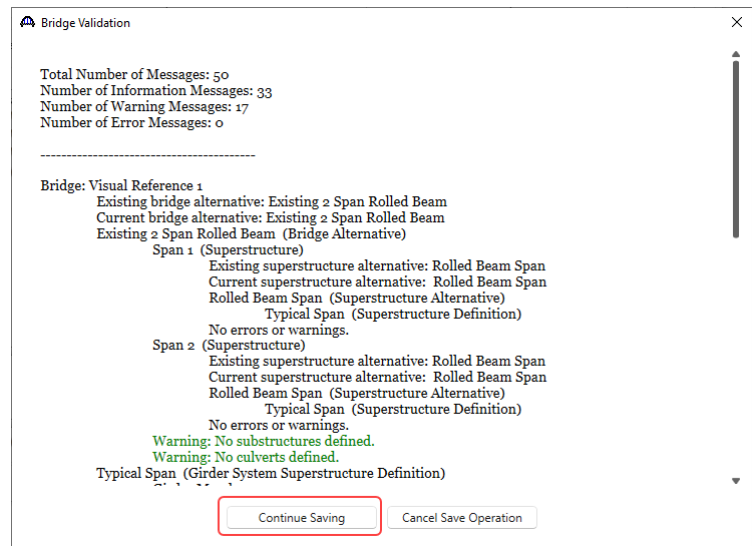 Bridge Validation
Total Number of Messages: 50
Number of Information Messages: 33
Number of Warning Messages: 17
Number of Error Messages: 0
-----------------------------------------
Bridge: Visual Reference 1
Existing bridge alternative: Existing 2 Span Rolled Beam
Current bridge alternative: Existing 2 Span Rolled Beam
Existing 2 Span Rolled Beam (Bridge Alternative)
Span 1 (Superstructure)
Existing superstructure alternative: Rolled Beam Span
Current superstructure alternative: Rolled Beam Span
Rolled Beam Span (Superstructure Alternative)
Typical Span (Superstructure Definition)
No errors or warnings.
Span 2 (Superstructure)
Existing superstructure alternative: Rolled Beam Span
Current superstructure alternative: Rolled Beam Span
Rolled Beam Span (Superstructure Alternative)
Typical Span (Superstructure Definition)
No errors or warnings.
Warning: No substructures defined.
Warning: No culverts defined.
Typical Span (Girder System Superstructure Definition)
Continue Saving
Cancel Save Operation